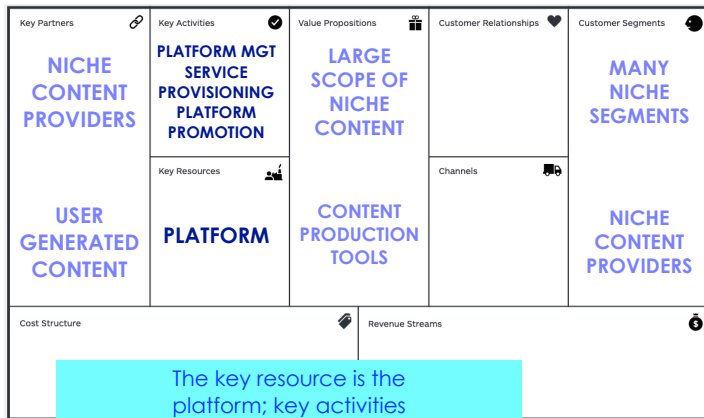 Key Partners
NICHE
CONTENT
PROVIDERS
USER
GENERATED
CONTENT
Key Activities
PLATFORM MGT
SERVICE
PROVISIONING
PLATFORM
PROMOTION
Key Resources
PLATFORM
Value Propositions
LARGE
SCOPE OF
NICHE
CONTENT
CONTENT
PRODUCTION
TOOLS
Customer Relationships
Channels
Customer Segments
MANY
NICHE
SEGMENTS
NICHE
CONTENT
PROVIDERS
Cost Structure
Revenue Streams
$
The key resource is the
platform; key activities